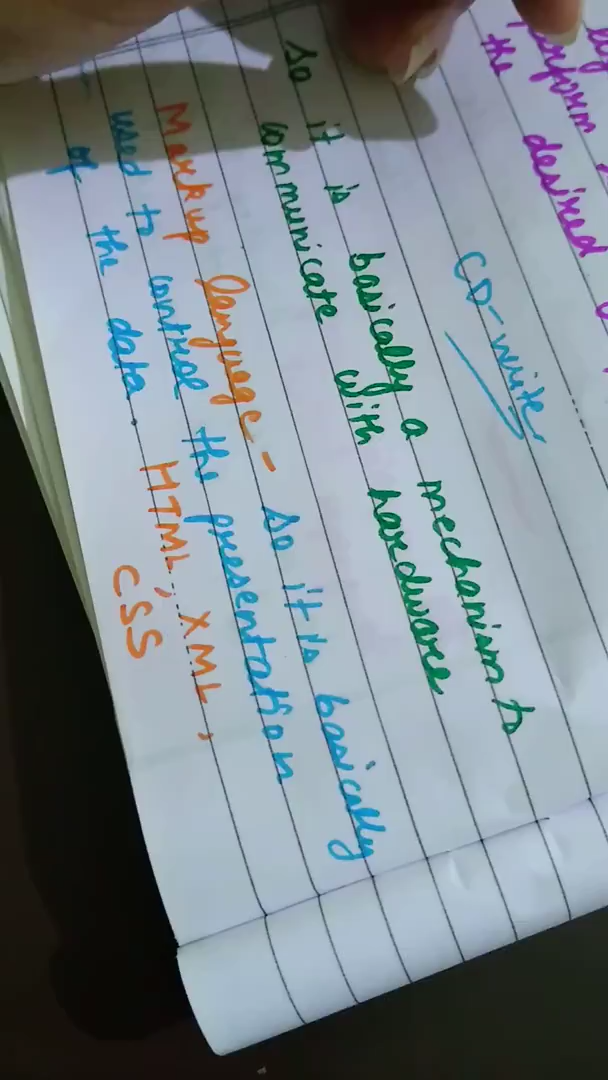 perform
the desired
CD-writer
so it is basically a mechanism to
communicate with hardware
Markup language - so it is basically
used to control the presentation
of the data. HTML, XML,
CSS